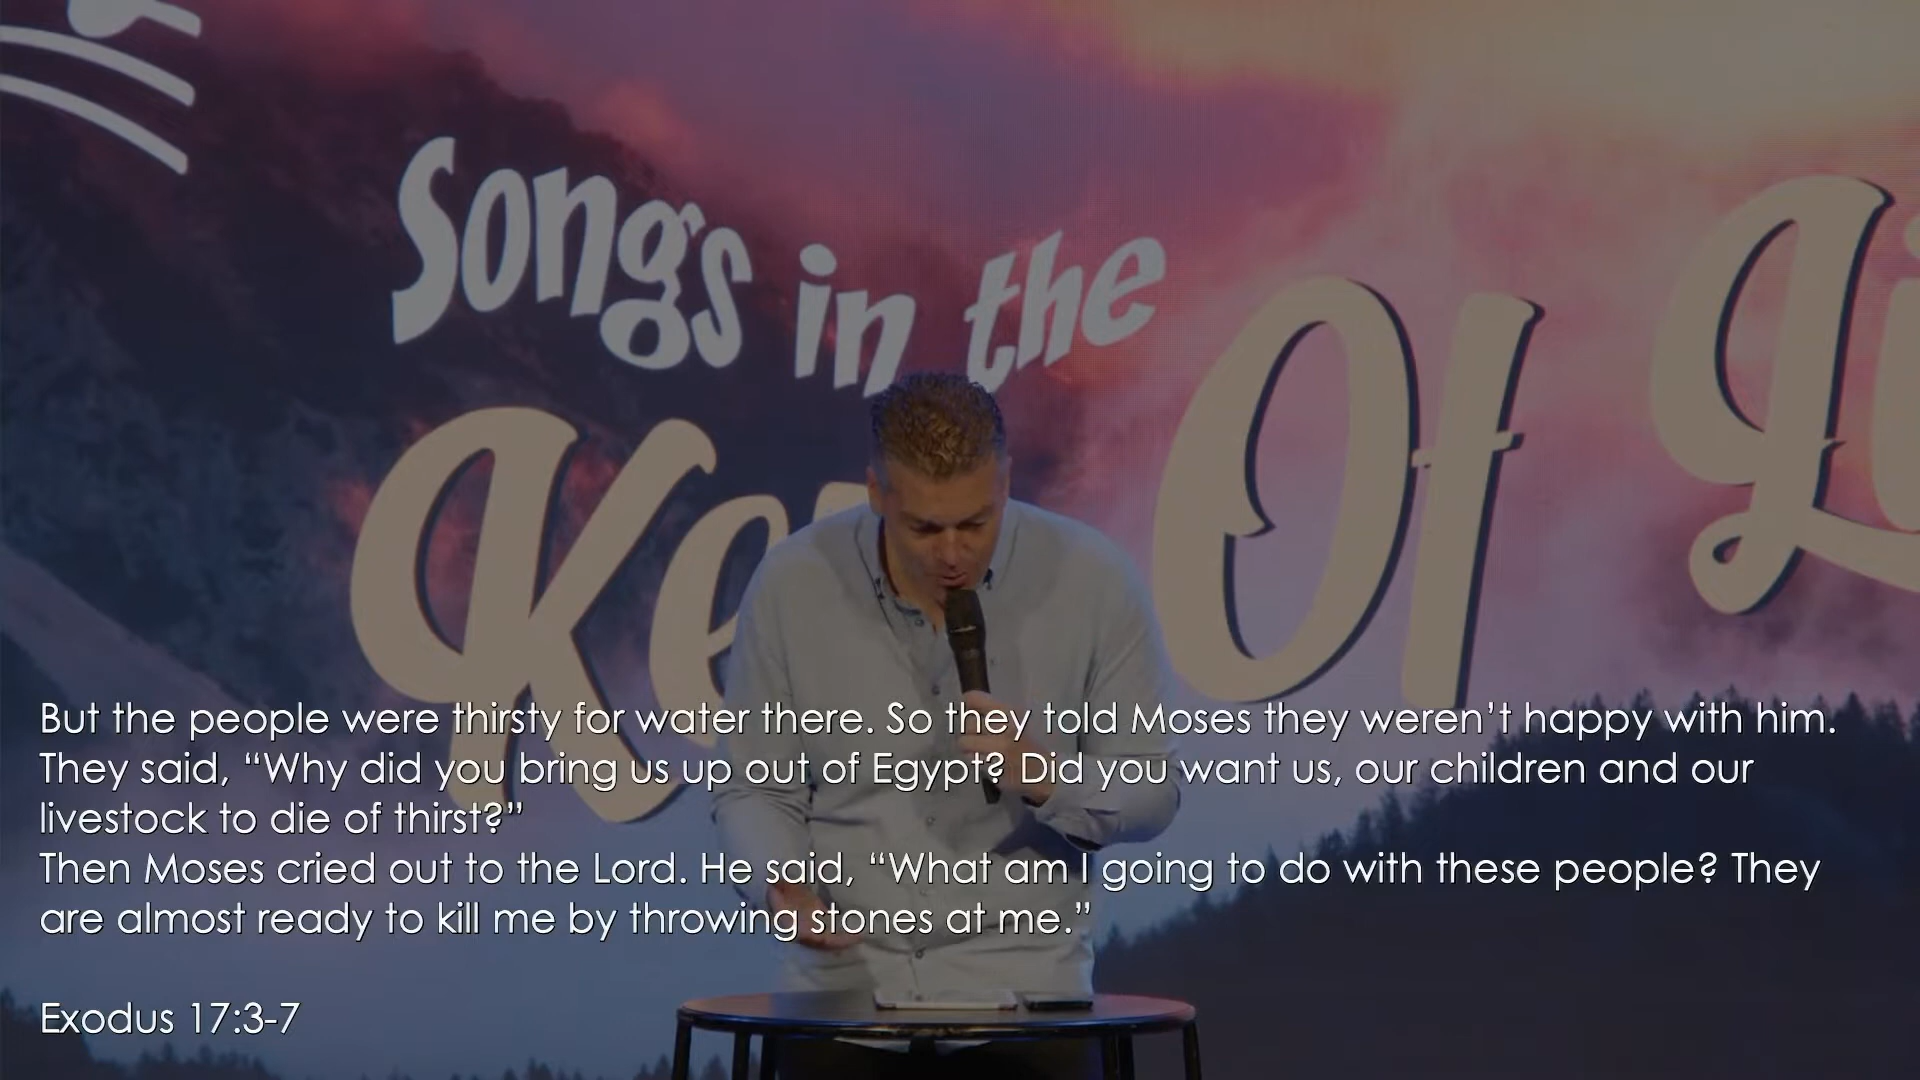 Songs in the
Of
But the people were thirsty for water there. So they told Moses they weren’t happy with him.
They said, “Why did you bring us up out of Egypt? Did you want us, our children and our
livestock to die of thirst?”
Then Moses cried out to the Lord. He said, “What am I going to do with these people? They
are almost ready to kill me by throwing stones at me.”
Exodus 17:3-7